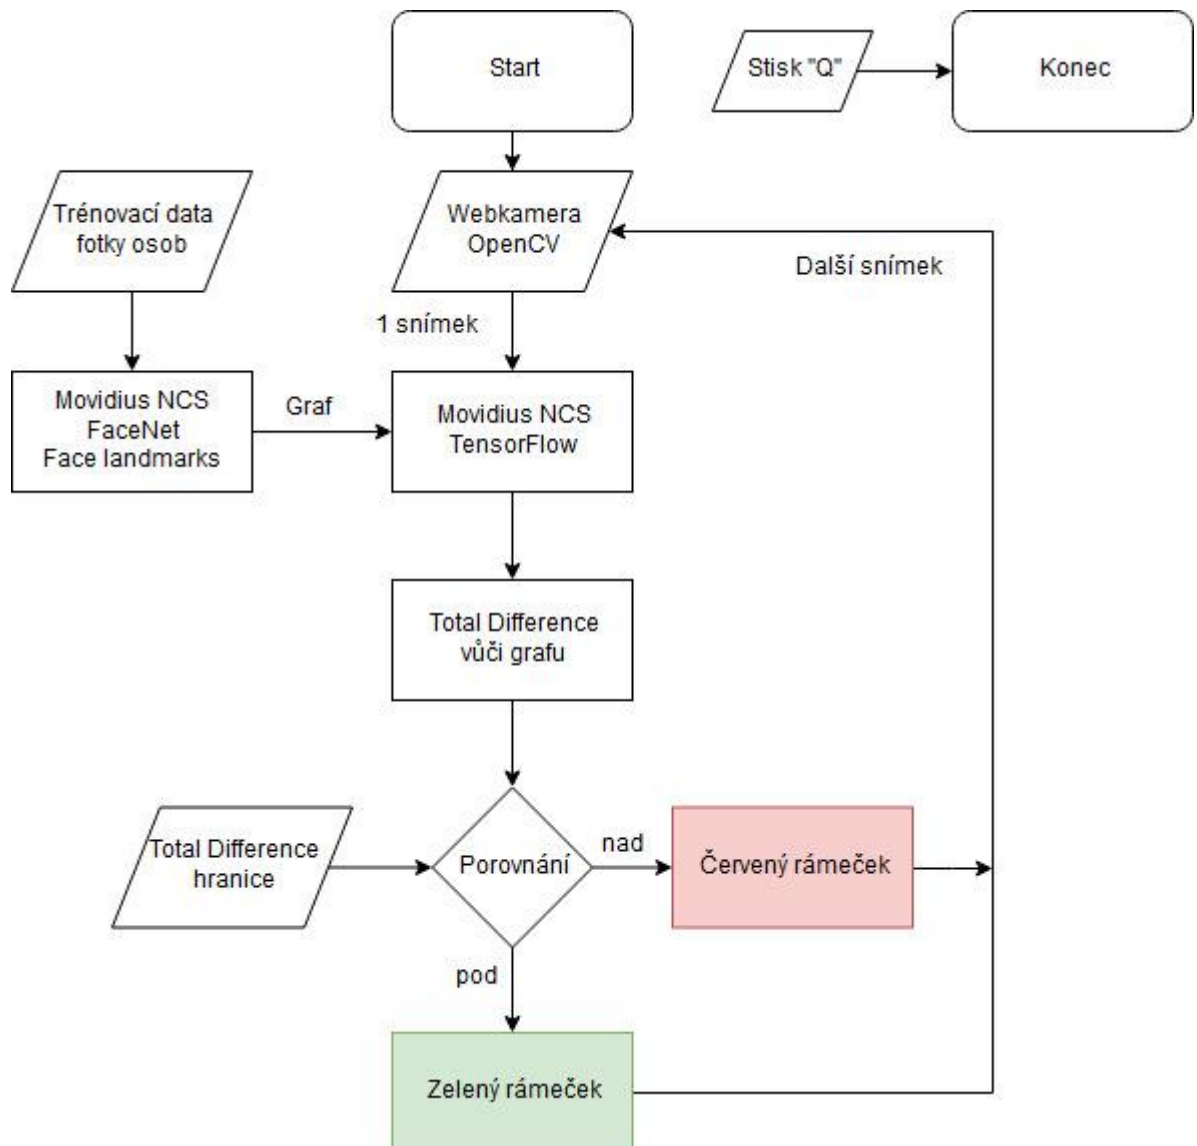 Start
Stisk "Q"
Konec
Trénovací data
fotky osob
Webkamera
OpenCV
Další snímek
1 snímek
Movidius NCS
FaceNet
Face landmarks
Graf
Movidius NCS
TensorFlow
Total Difference
vůči grafu
Total Difference
hranice
Porovnání
nad
Červený rámeček
pod
Zelený rámeček